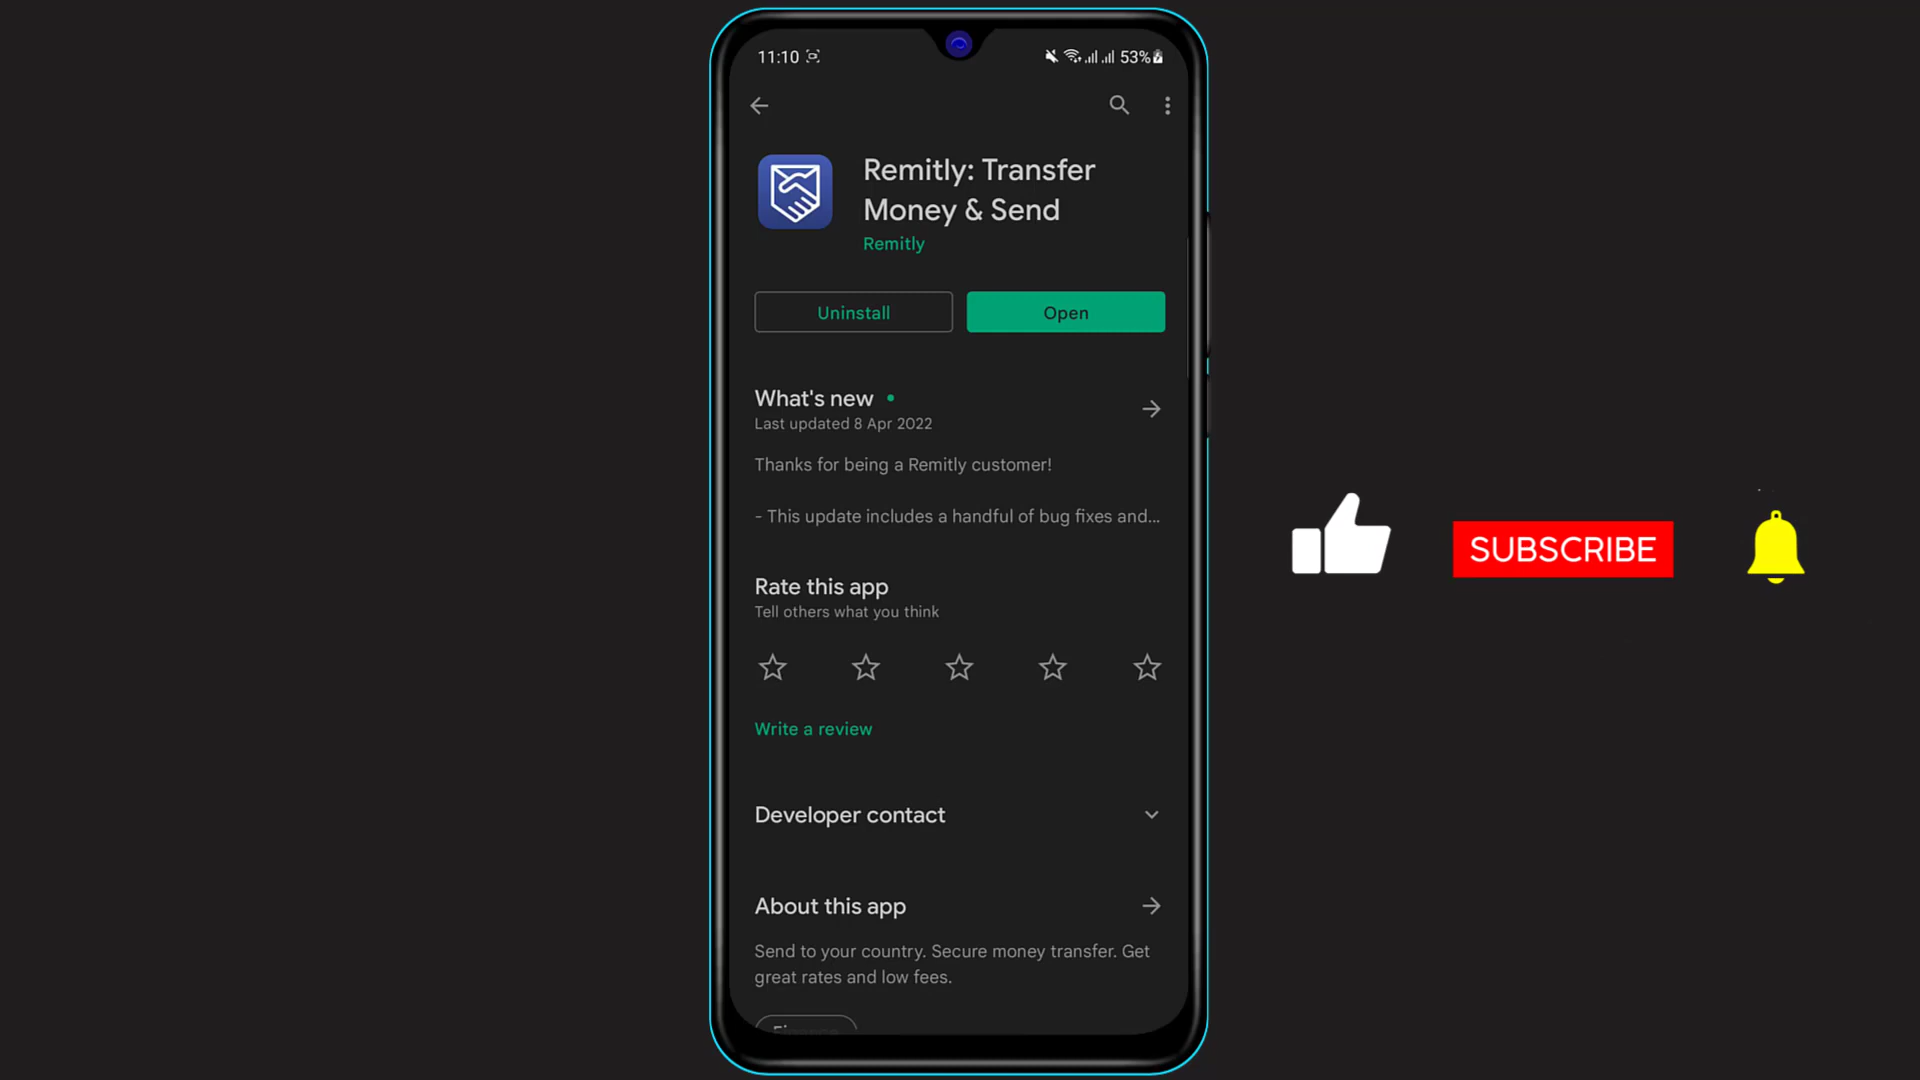 11:10
53%
Remitly: Transfer
Money & Send
Remitly
Uninstall
Open
What's new
Last updated 8 Apr 2022
Thanks for being a Remitly customer!
- This update includes a handful of bug fixes and...
Rate this app
Tell others what you think
Write a review
Developer contact
About this app
Send to your country. Secure money transfer. Get
great rates and low fees.
SUBSCRIBE